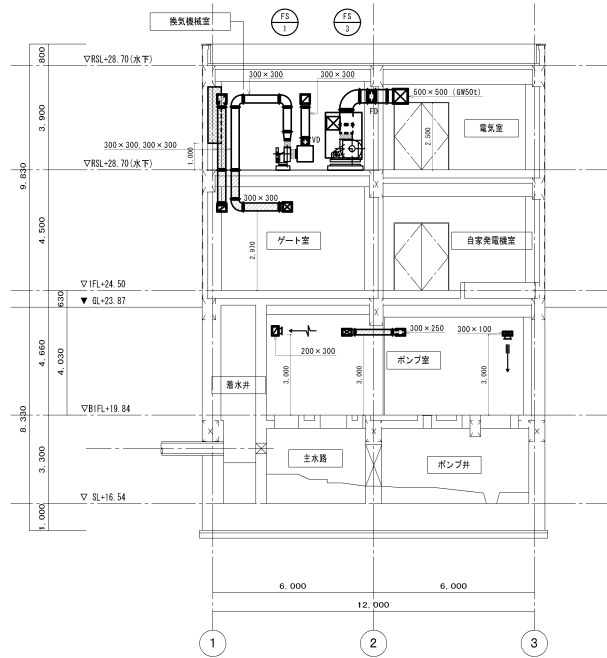 換気機械室
FS
1
FS
3
▽RSL+28.70(水下)
300×300
300×300
500×500 (GW50t)
FD
VD
電気室
2,500
300×300, 300×300
1,000
▽RSL+28.70(水下)
300×300
ゲート室
自家発電機室
2,970
▽1FL+24.50
▼ GL+23.87
300×250
300×100
200×300
3,000
3,000
3,000
ポンプ室
着水井
▽B1FL+19.84
主水路
ポンプ井
▽ SL+16.54
800
3,900
9,830
4,500
630
4,660
4,030
8,330
3,300
1,000
6,000
6,000
12,000
1
2
3